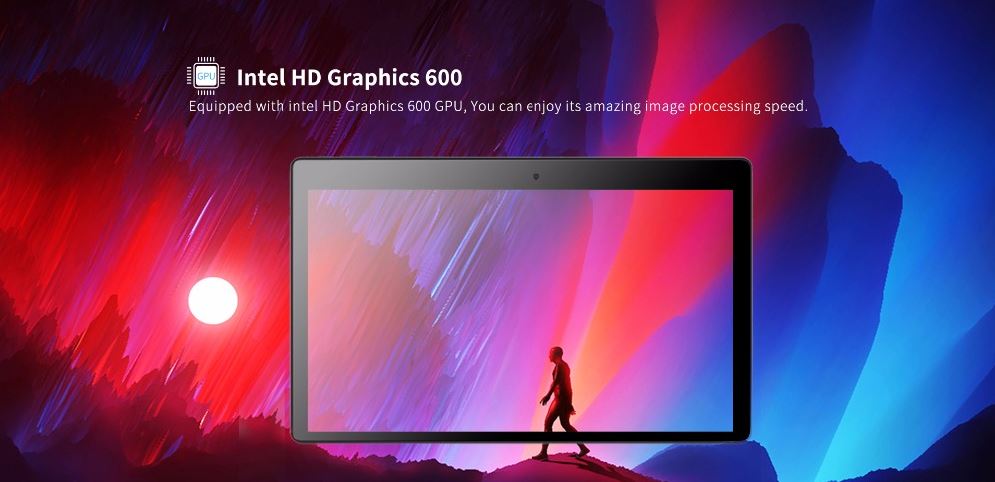 GPU
Intel HD Graphics 600
Equipped with intel HD Graphics 600 GPU, You can enjoy its amazing image processing speed.